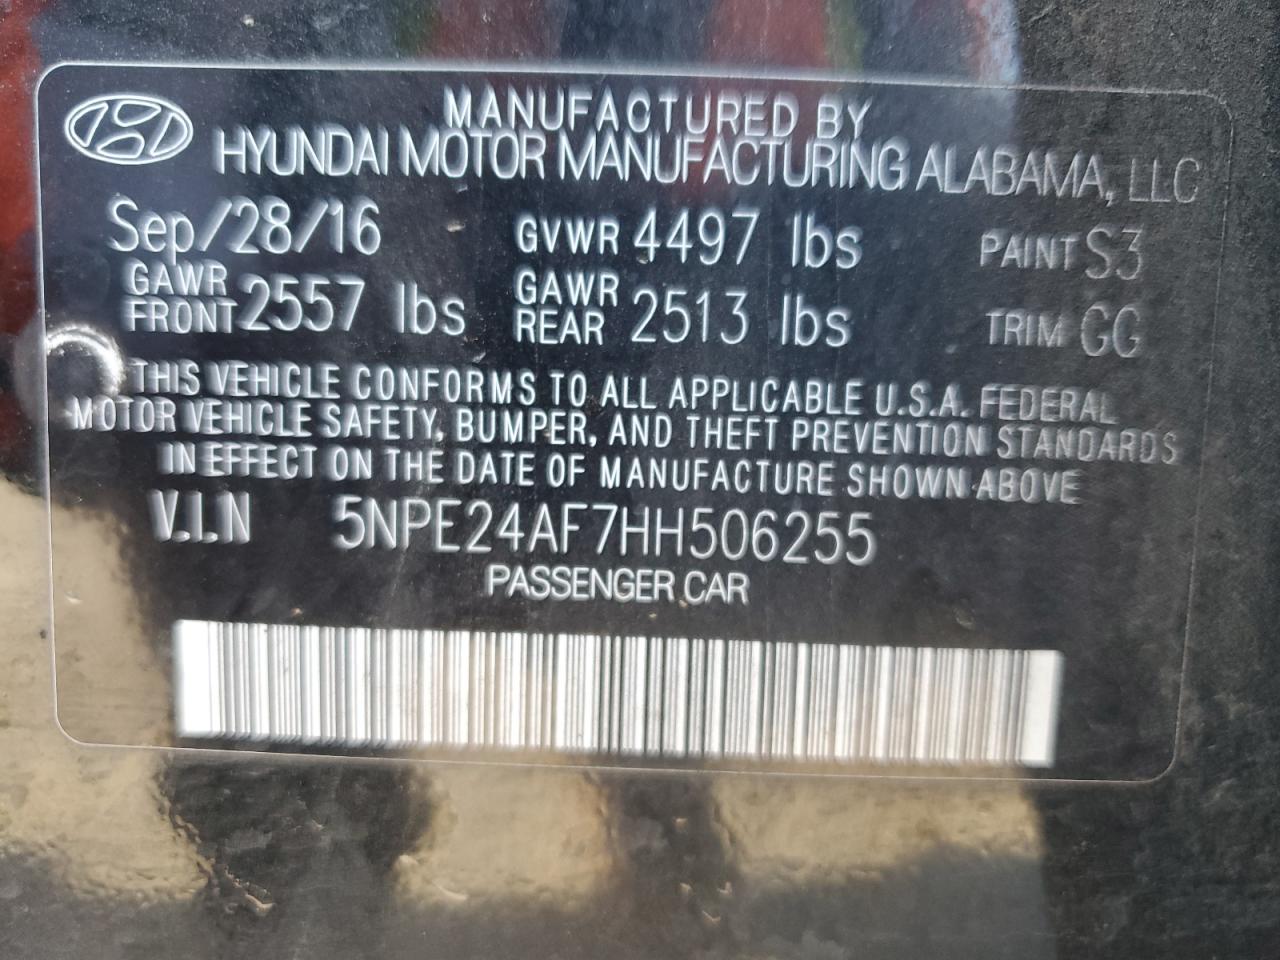 MANUFACTURED BY
HYUNDAI MOTOR MANUFACTURING ALABAMA, LLC
Sep/28/16 GVWR 4497 lbs PAINT S3
GAWR FRONT 2557 lbs GAWR REAR 2513 lbs TRIM GG
THIS VEHICLE CONFORMS TO ALL APPLICABLE U.S.A. FEDERAL
MOTOR VEHICLE SAFETY, BUMPER, AND THEFT PREVENTION STANDARDS
IN EFFECT ON THE DATE OF MANUFACTURE SHOWN ABOVE
V.I.N 5NPE24AF7HH506255
PASSENGER CAR